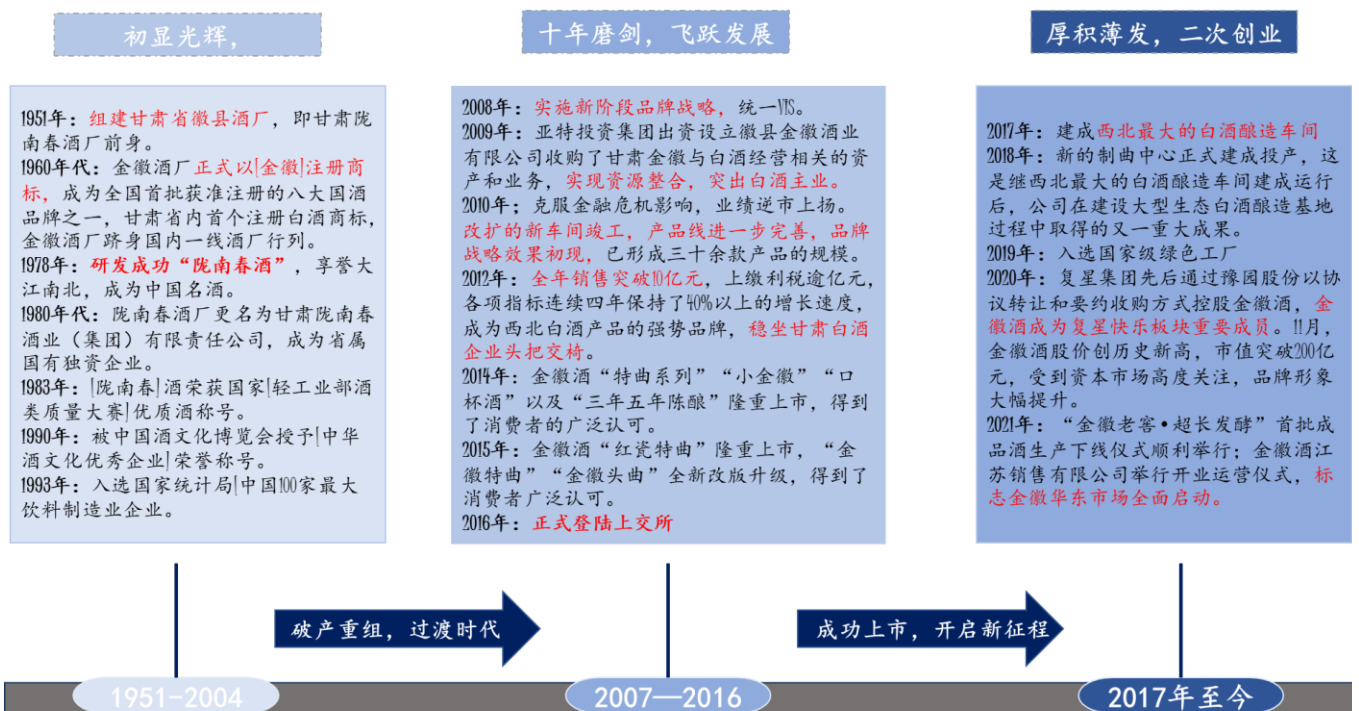 初显光辉,
十年磨剑，飞跃发展
厚积薄发，二次创业
1951年：组建甘肃省徽县酒厂，即甘肃陇
南春酒厂前身。
1960年代：金徽酒厂正式以|金徽|注册商
标，成为全国首批获准注册的八大国酒
品牌之一，甘肃省内首个注册白酒商标，
金徽酒厂跻身国内一线酒厂行列。
1978年：研发成功“陇南春酒”，享誉大
江南北，成为中国名酒。
1980年代：陇南春酒厂更名为甘肃陇南春
酒业（集团）有限责任公司，成为省属
国有独资企业。
1983年：|陇南春|酒荣获国家|轻工业部酒
类质量大赛|优质酒称号。
1990年：被中国酒文化博览会授予|中华
酒文化优秀企业|荣誉称号。
1993年：入选国家统计局|中国100家最大
饮料制造业企业。
2008年：实施新阶段品牌战略，统一VIS。
2009年：亚特投资集团出资设立徽县金徽酒业
有限公司收购了甘肃金徽与白酒经营相关的资
产和业务，实现资源整合，突出白酒主业。
2010年；克服金融危机影响，业绩逆市上扬。
改扩的新车间竣工，产品线进一步完善，品牌
战略效果初现，已形成三十余款产品的规模。
2012年：全年销售突破10亿元，上缴利税逾亿元，
各项指标连续四年保持了40%以上的增长速度，
成为西北白酒产品的强势品牌，稳坐甘肃白酒
企业头把交椅。
2014年：金徽酒“特曲系列”“小金徽”“口
杯酒”以及“三年五年陈酿”隆重上市，得到
了消费者的广泛认可。
2015年：金徽酒“红瓷特曲”隆重上市，“金
徽特曲”“金徽头曲”全新改版升级，得到了
消费者广泛认可。
2016年：正式登陆上交所
2017年：建成西北最大的白酒酿造车间
2018年：新的制曲中心正式建成投产，这
是继西北最大的白酒酿造车间建成运行
后，公司在建设大型生态白酒酿造基地
过程中取得的又一重大成果。
2019年：入选国家级绿色工厂
2020年：复星集团先后通过豫园股份以协
议转让和要约收购方式控股金徽酒，金
徽酒成为复星快乐板块重要成员。11月，
金徽酒股价创历史新高，市值突破200亿
元，受到资本市场高度关注，品牌形象
大幅提升。
2021年：“金徽老窖•超长发酵”首批成
品酒生产下线仪式顺利举行；金徽酒江
苏销售有限公司举行开业运营仪式，标
志金徽华东市场全面启动。
破产重组，过渡时代
成功上市，开启新征程
1951-2004
2007—2016
2017年至今